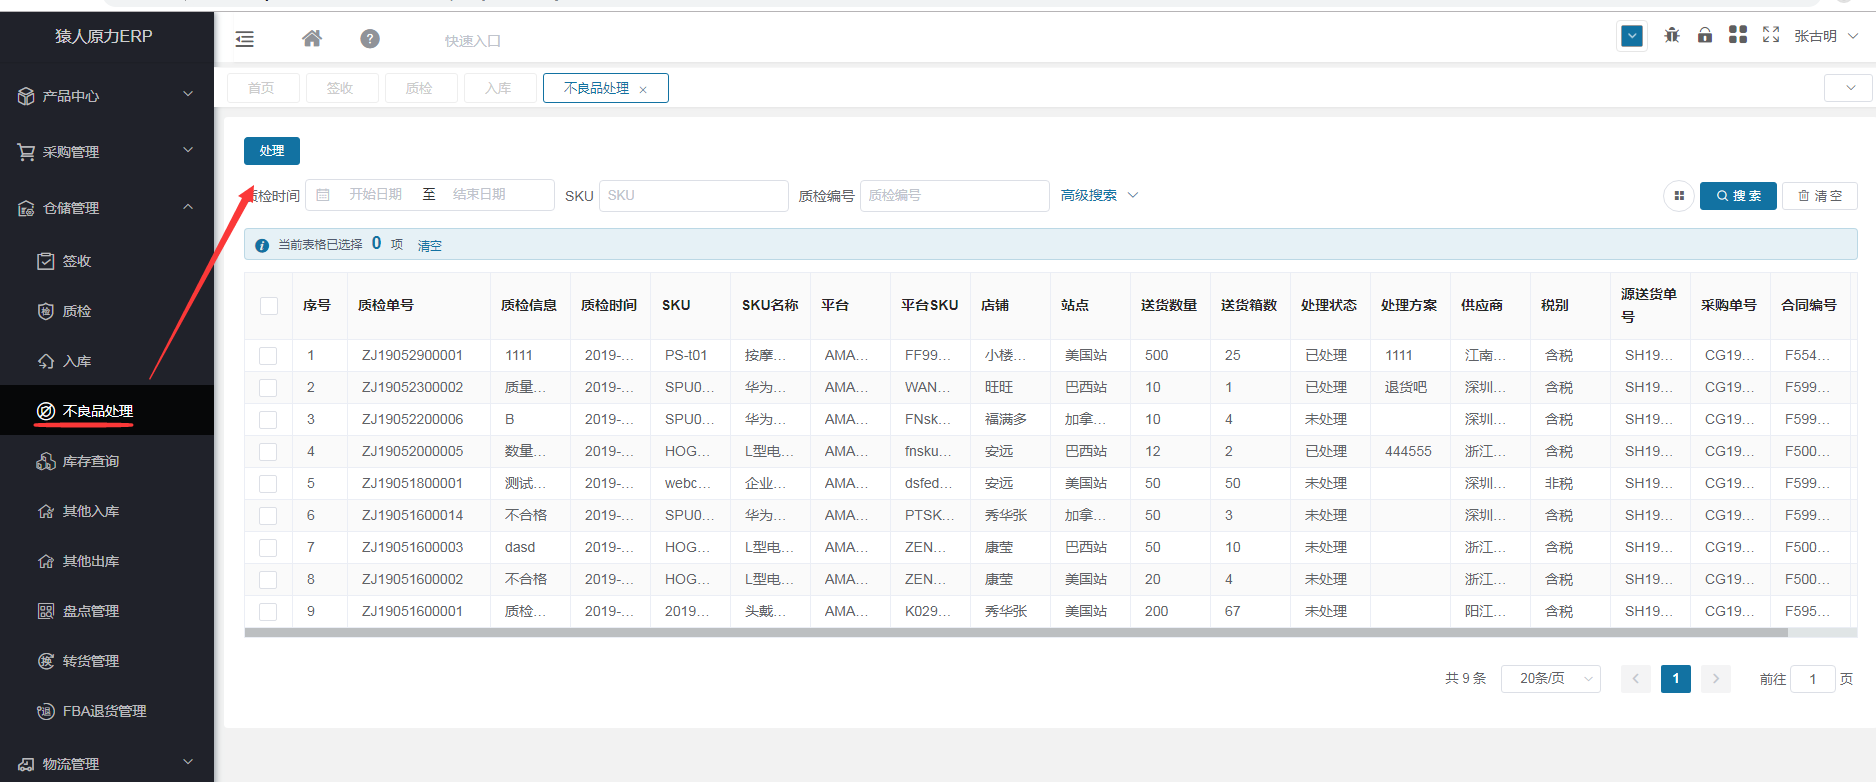 猿人原力ERP
快速入口
张古明
产品中心
采购管理
仓储管理
签收
质检
入库
不良品处理
库存查询
其他入库
其他出库
盘点管理
转货管理
FBA退货管理
物流管理
首页 签收 质检 入库 不良品处理 ×
处理
质检时间 开始日期 至 结束日期 SKU SKU 质检编号 质检编号 高级搜索 搜索 清空
当前表格已选择 0 项 清空
序号 质检单号 质检信息 质检时间 SKU SKU名称 平台 平台SKU 店铺 站点 送货数量 送货箱数 处理状态 处理方案 供应商 税别 源送货单号 采购单号 合同编号
1 ZJ19052900001 1111 2019-... PS-t01 按摩... AMA... FF99... 小楼... 美国站 500 25 已处理 1111 江南... 含税 SH19... CG19... F554...
2 ZJ19052300002 质量... 2019-... SPU0... 华为... AMA... WAN... 旺旺 巴西站 10 1 已处理 退货吧 深圳... 含税 SH19... CG19... F599...
3 ZJ19052200006 B 2019-... SPU0... 华为... AMA... FNsk... 福满多 加拿... 10 4 未处理 深圳... 含税 SH19... CG19... F599...
4 ZJ19052000005 数量... 2019-... HOG... L型电... AMA... fnsku... 安远 巴西站 12 2 已处理 444555 浙江... 含税 SH19... CG19... F500...
5 ZJ19051800001 测试... 2019-... webc... 企业... AMA... dsfed... 安远 美国站 50 50 未处理 深圳... 非税 SH19... CG19... F599...
6 ZJ19051600014 不合格 2019-... SPU0... 华为... AMA... PTSK... 秀华张 加拿... 50 3 未处理 深圳... 含税 SH19... CG19... F599...
7 ZJ19051600003 dasd 2019-... HOG... L型电... AMA... ZEN... 康莹 巴西站 50 10 未处理 浙江... 含税 SH19... CG19... F500...
8 ZJ19051600002 不合格 2019-... HOG... L型电... AMA... ZEN... 康莹 美国站 20 4 未处理 浙江... 含税 SH19... CG19... F500...
9 ZJ19051600001 质检... 2019-... 2019... 头戴... AMA... K029... 秀华张 美国站 200 67 未处理 阳江... 含税 SH19... CG19... F595...
共 9 条 20条/页 1 前往 1 页